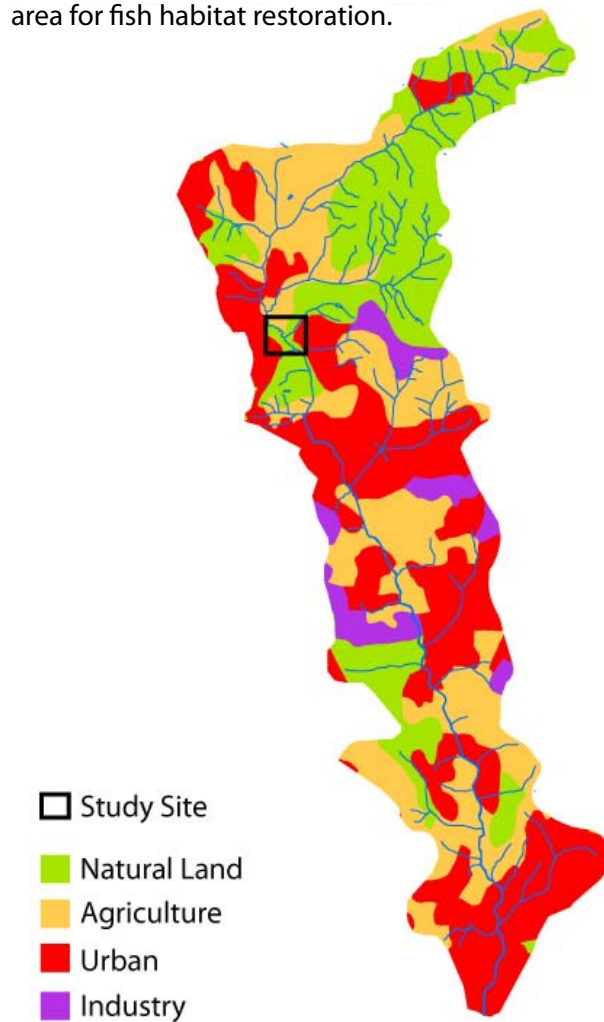 area for fish habitat restoration.
Study Site
Natural Land
Agriculture
Urban
Industry